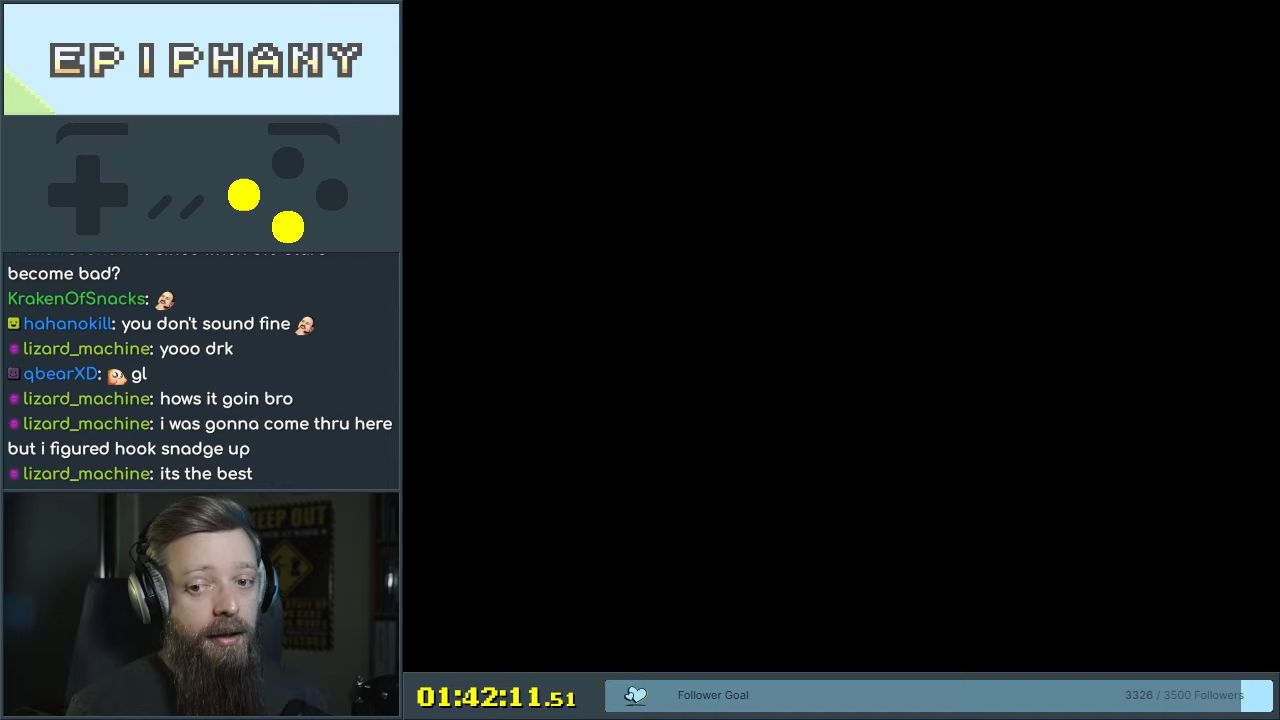 EPIPHANY
become bad?
KrakenOfSnacks:
hahanokill: you don't sound fine
lizard_machine: yooo drk
qbearXD: gl
lizard_machine: hows it goin bro
lizard_machine: i was gonna come thru here
but i figured hook snadge up
lizard_machine: its the best
KEEP OUT
01:42:11.51
Follower Goal
3326 / 3500 Followers